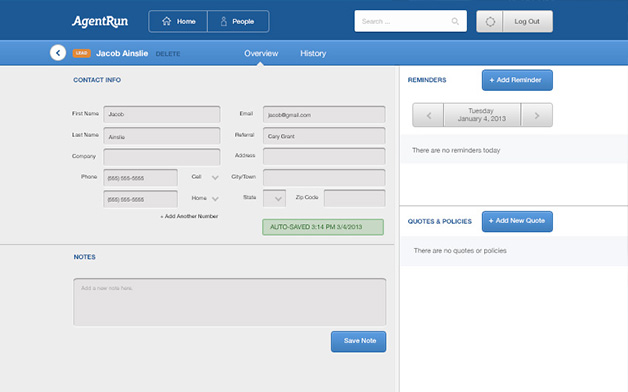 AgentRun
Home
People
Search ...
Log Out
LEAD
Jacob Ainslie
DELETE
Overview
History
CONTACT INFO
First Name
Jacob
Email
jacob@gmail.com
Last Name
Ainslie
Referral
Cary Grant
Company
Address
Phone
(555) 555-5555
Cell
City/Town
(555) 555-5555
Home
State
Zip Code
+ Add Another Number
AUTO-SAVED 3:14 PM 3/4/2013
NOTES
Add a new note here
Save Note
REMINDERS
+ Add Reminder
Tuesday
January 4, 2013
There are no reminders today
QUOTES & POLICIES
+ Add New Quote
There are no quotes or policies